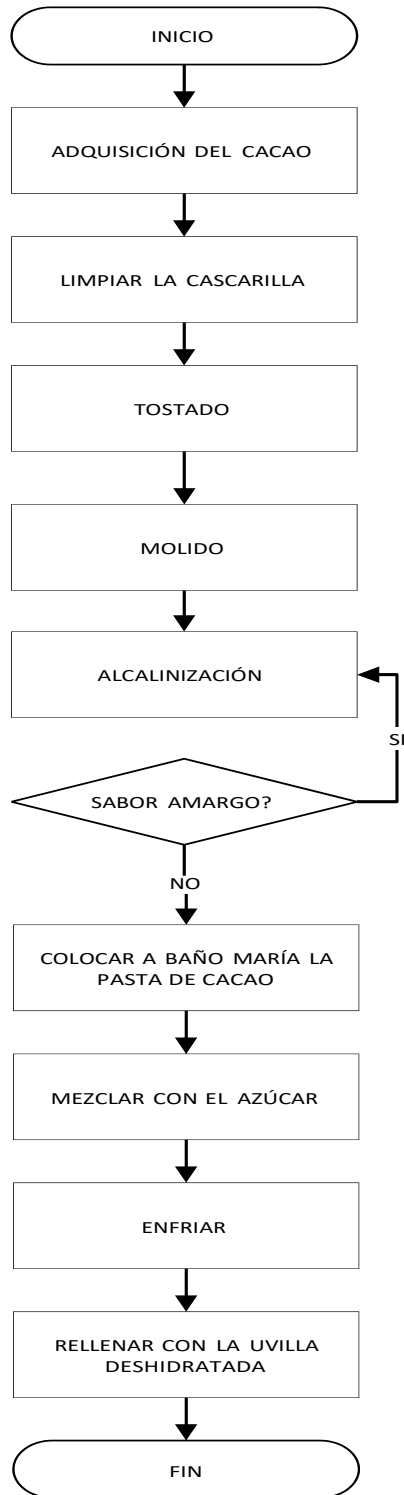 INICIO
ADQUISICIÓN DEL CACAO
LIMPIAR LA CASCARILLA
TOSTADO
MOLIDO
ALCALINIZACIÓN
SI
SABOR AMARGO?
NO
COLOCAR A BAÑO MARÍA LA
PASTA DE CACAO
MEZCLAR CON EL AZÚCAR
ENFRIAR
RELLENAR CON LA UVILLA
DESHIDRATADA
FIN